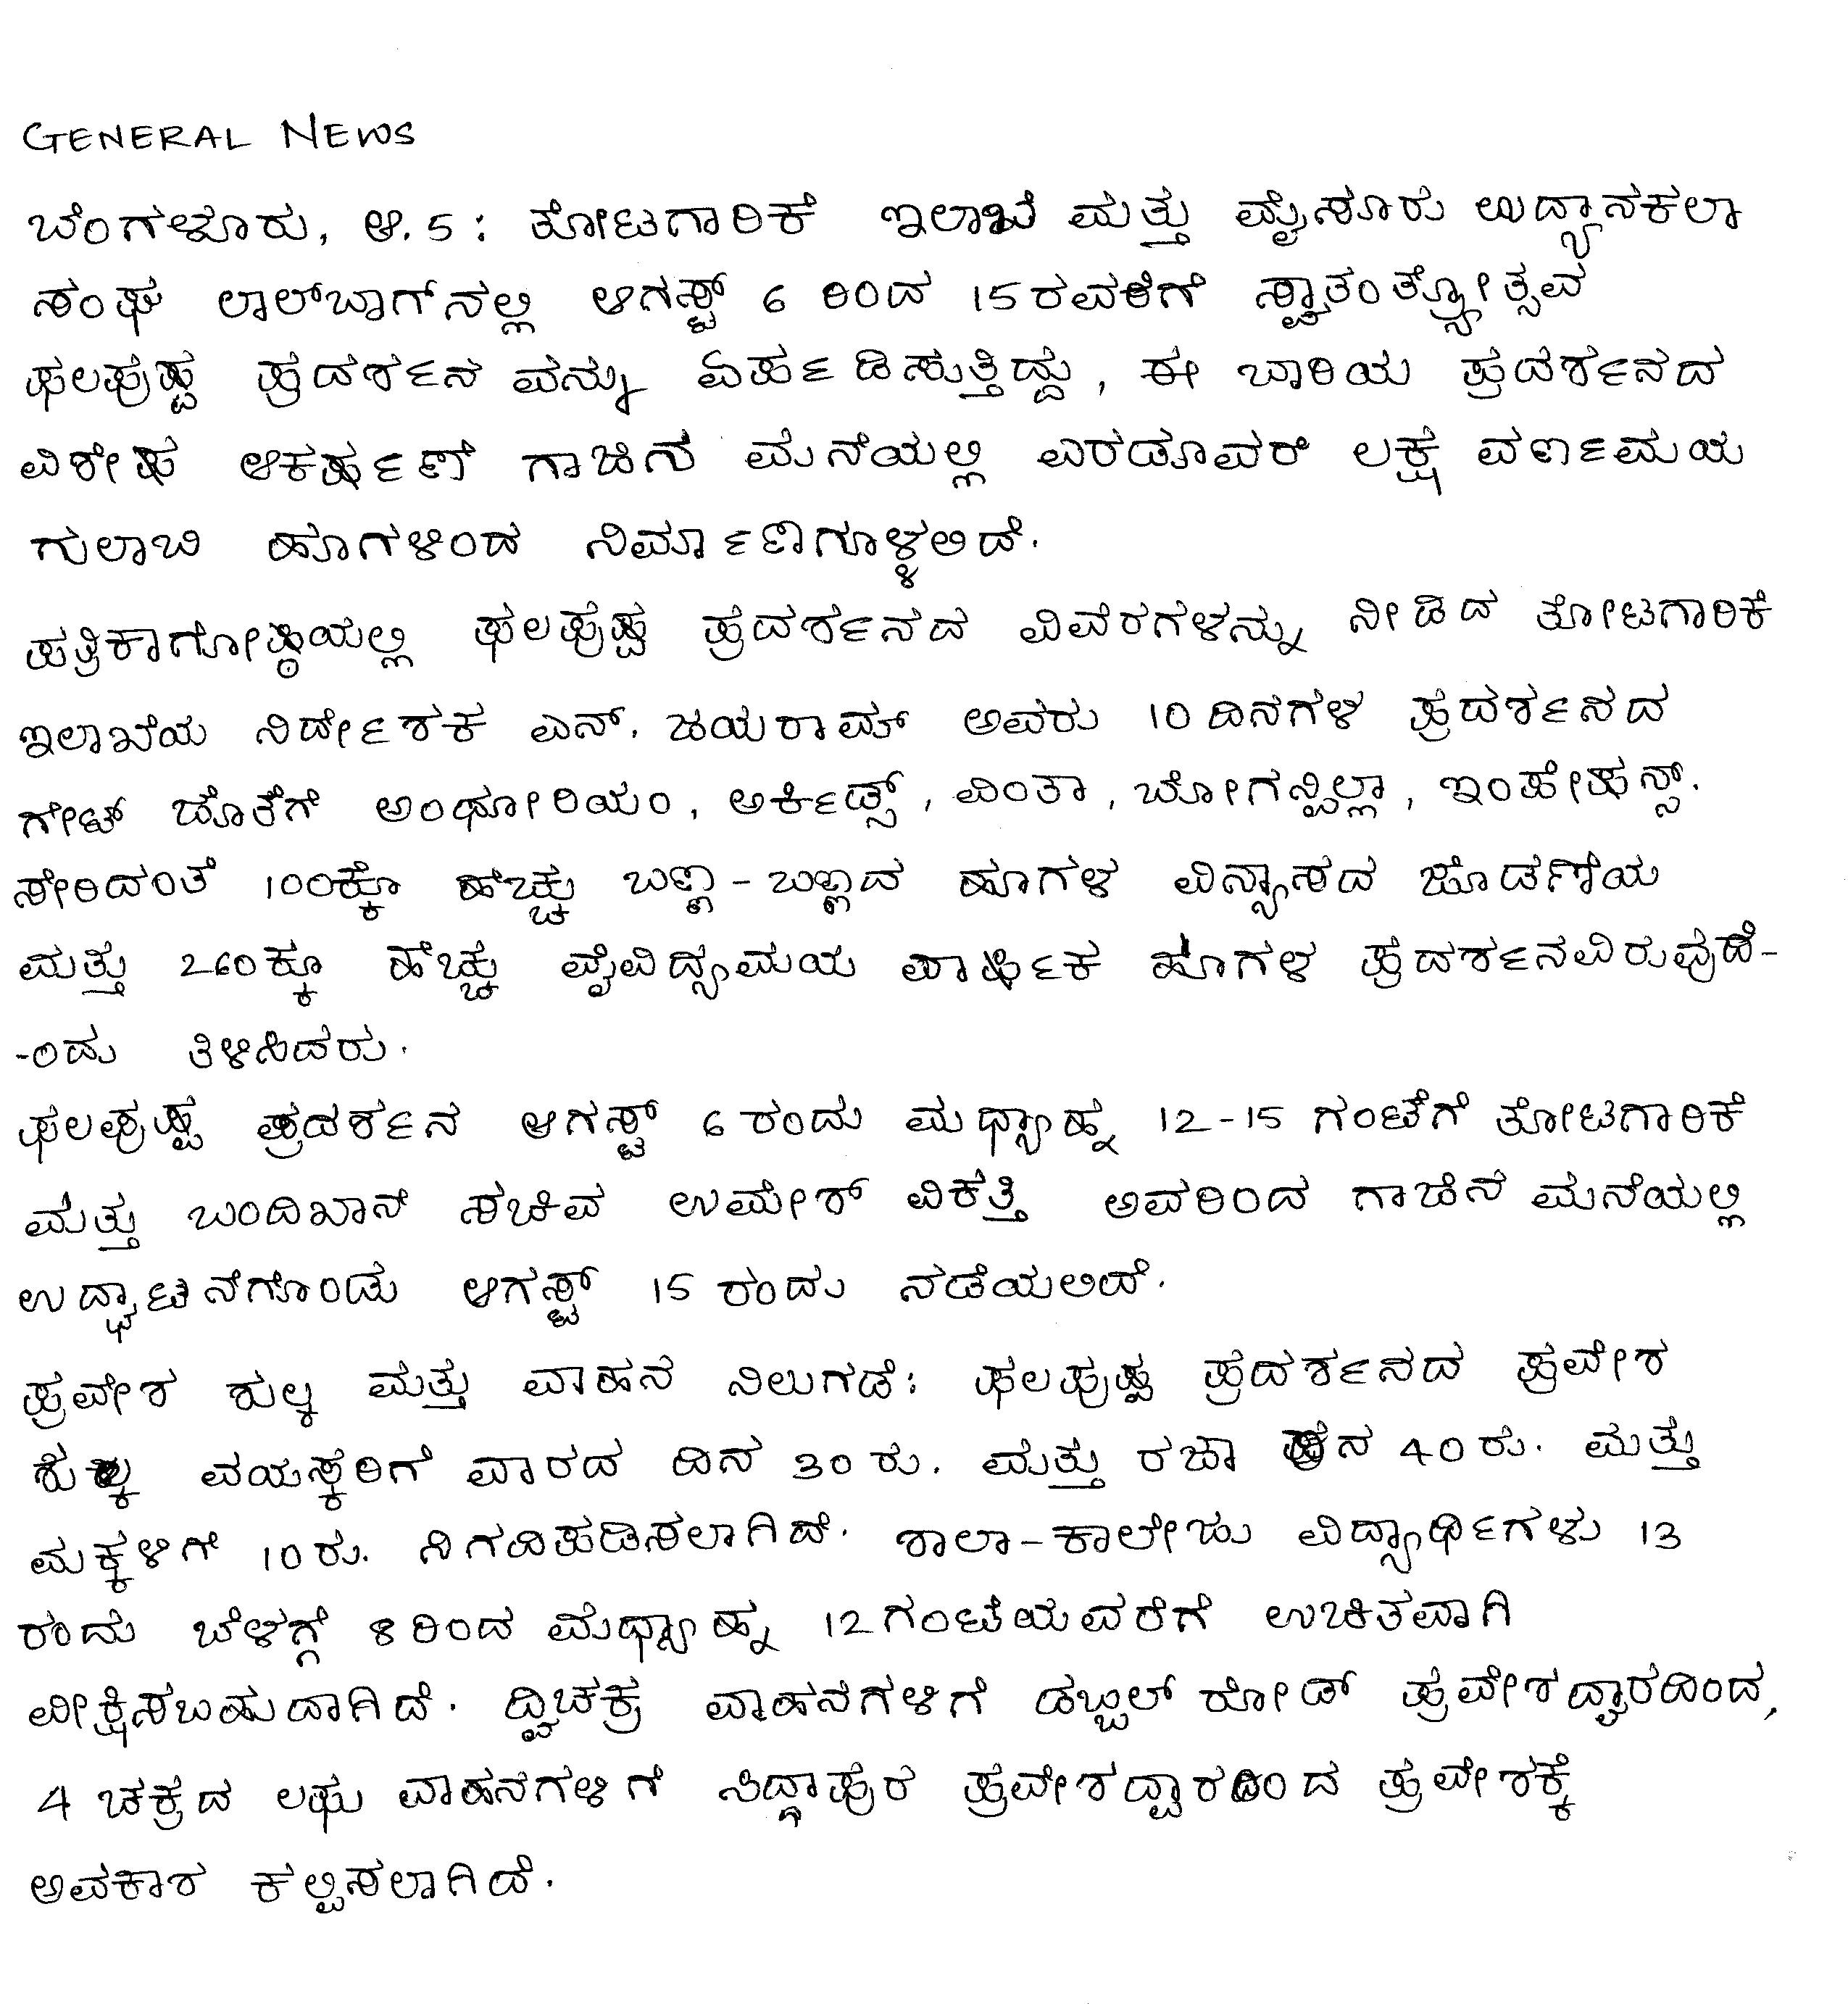 GENERAL NEWS
ಬೆಂಗಳೂರು, ಆ. 5 : ತೋಟಗಾರಿಕೆ ಇಲಾಖೆ ಮತ್ತು ಮೈಸೂರು ಉದ್ಯಾನಕಲಾ
ಸಂಘ ಲಾಲ್‌ಬಾಗ್‌ನಲ್ಲಿ ಆಗಸ್ಟ್ 6 ರಿಂದ 15ರವರೆಗೆ ಸ್ವಾತಂತ್ರ್ಯೋತ್ಸವ
ಫಲಪುಷ್ಪ ಪ್ರದರ್ಶನ ವನ್ನು ಏರ್ಪಡಿಸುತ್ತಿದ್ದು, ಈ ಬಾರಿಯ ಪ್ರದರ್ಶನದ
ವಿಶೇಷ ಆಕರ್ಷಣೆ ಗಾಜಿನ ಮನೆಯಲ್ಲಿ ಎರಡೂವರೆ ಲಕ್ಷ ವರ್ಣಮಯ
ಗುಲಾಬಿ ಹೂಗಳಿಂದ ನಿರ್ಮಾಣಗೊಳ್ಳಲಿದೆ.
ಪತ್ರಿಕಾಗೋಷ್ಠಿಯಲ್ಲಿ ಫಲಪುಷ್ಪ ಪ್ರದರ್ಶನದ ವಿವರಗಳನ್ನು ನೀಡಿದ ತೋಟಗಾರಿಕೆ
ಇಲಾಖೆಯ ನಿರ್ದೇಶಕ ಎನ್. ಜಯರಾಮ್ ಅವರು 10 ದಿನಗಳ ಪ್ರದರ್ಶನದ
ಗೇಟ್ ಜೊತೆಗೆ ಅಂಥೋರಿಯಂ, ಆರ್ಕಿಡ್ಸ್, ವಿಂಕಾ, ಬೋಗನ್ವಿಲ್ಲಾ, ಇಂಪೇಷನ್ಸ್.
ಸೇರಿದಂತೆ 100ಕ್ಕೂ ಹೆಚ್ಚು ಬಣ್ಣ-ಬಣ್ಣದ ಹೂಗಳ ವಿನ್ಯಾಸದ ಜೊಡಣೆಯ
ಮತ್ತು 260ಕ್ಕೂ ಹೆಚ್ಚು ವೈವಿಧ್ಯಮಯ ವಾರ್ಷಿಕ ಹೂಗಳ ಪ್ರದರ್ಶನವಿರುವುದೆ-
-ಂದು ತಿಳಿಸಿದರು.
ಫಲಪುಷ್ಪ ಪ್ರದರ್ಶನ ಆಗಸ್ಟ್ 6 ರಂದು ಮಧ್ಯಾಹ್ನ 12-15 ಗಂಟೆಗೆ ತೋಟಗಾರಿಕೆ
ಮತ್ತು ಬಂದಿಖಾನೆ ಸಚಿವ ಉಮೇಶ್ ವಿಕತ್ತಿ ಅವರಿಂದ ಗಾಜಿನ ಮನೆಯಲ್ಲಿ
ಉದ್ಘಾಟನೆಗೊಂಡು ಆಗಸ್ಟ್ 15 ರಂದು ನಡೆಯಲಿದೆ.
ಪ್ರವೇಶ ಶುಲ್ಕ ಮತ್ತು ವಾಹನ ನಿಲುಗಡೆ: ಫಲಪುಷ್ಪ ಪ್ರದರ್ಶನದ ಪ್ರವೇಶ
ಶುಲ್ಕ ವಯಸ್ಕರಿಗೆ ವಾರದ ದಿನ 30 ರು. ಮತ್ತು ರಜಾ ದಿನ 40 ರು. ಮತ್ತು
ಮಕ್ಕಳಿಗೆ 10 ರು. ನಿಗದಿಪಡಿಸಲಾಗಿದೆ. ಶಾಲಾ-ಕಾಲೇಜು ವಿದ್ಯಾರ್ಥಿಗಳು 13
ರಂದು ಬೆಳಗ್ಗೆ 8 ರಿಂದ ಮಧ್ಯಾಹ್ನ 12ಗಂಟೆಯವರೆಗೆ ಉಚಿತವಾಗಿ
ವೀಕ್ಷಿಸಬಹುದಾಗಿದೆ. ದ್ವಿಚಕ್ರ ವಾಹನಗಳಿಗೆ ಡಬ್ಬಲ್ ರೋಡ್ ಪ್ರವೇಶದ್ವಾರದಿಂದ,
4 ಚಕ್ರದ ಲಘು ವಾಹನಗಳಿಗೆ ಸಿದ್ದಾಪುರ ಪ್ರವೇಶದ್ವಾರದಿಂದ ಪ್ರವೇಶಕ್ಕೆ
ಅವಕಾಶ ಕಲ್ಪಿಸಲಾಗಿದೆ.